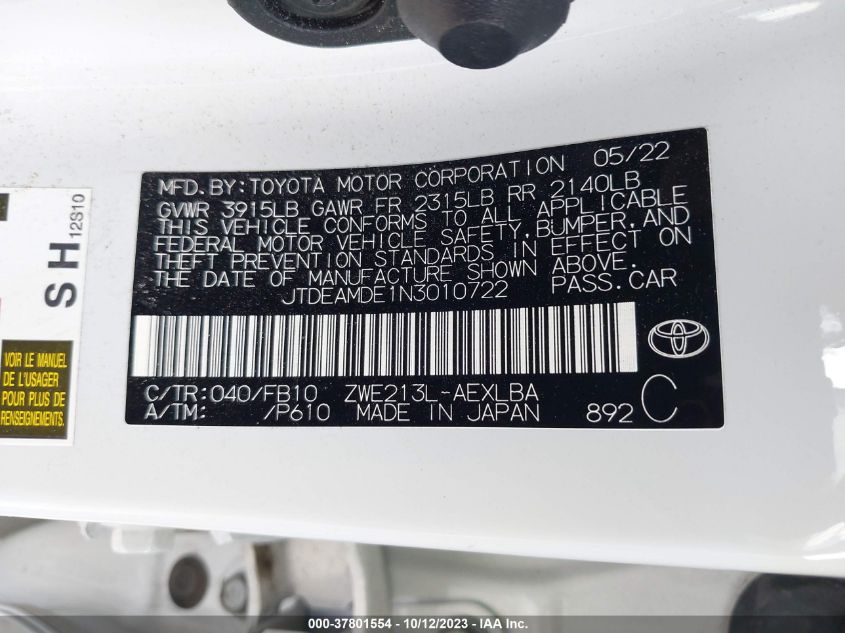 MFD.BY:TOYOTA MOTOR CORPORATION 05/22
GVWR 3915LB GAWR FR 2315LB RR 2140LB
THIS VEHICLE CONFORMS TO ALL APPLICABLE
FEDERAL MOTOR VEHICLE SAFETY,BUMPER,AND
THEFT PREVENTION STANDARDS IN EFFECT ON
THE DATE OF MANUFACTURE SHOWN ABOVE.
JTDEAMDE1N3010722 PASS.CAR
C/TR:040/FB10 ZWE213L-AEXLBA
A/TM: /P610 MADE IN JAPAN 892 C
SH 12S10
VOIR LE MANUEL
DE L'USAGER
POUR PLUS DE
RENSEIGNEMENTS.
000-37801554 - 10/12/2023 - IAA Inc.